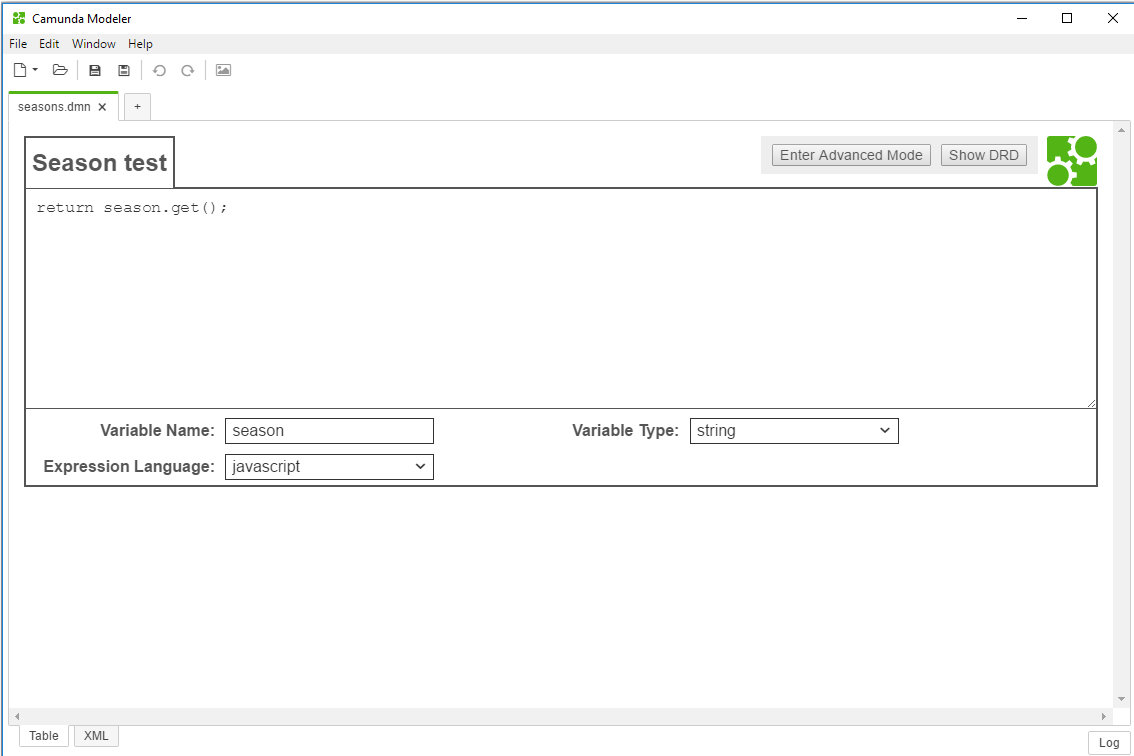 Camunda Modeler
File Edit Window Help
seasons.dmn × +
Season test
Enter Advanced Mode Show DRD
return season.get();
Variable Name: season Variable Type: string
Expression Language: javascript
Table XML
Log